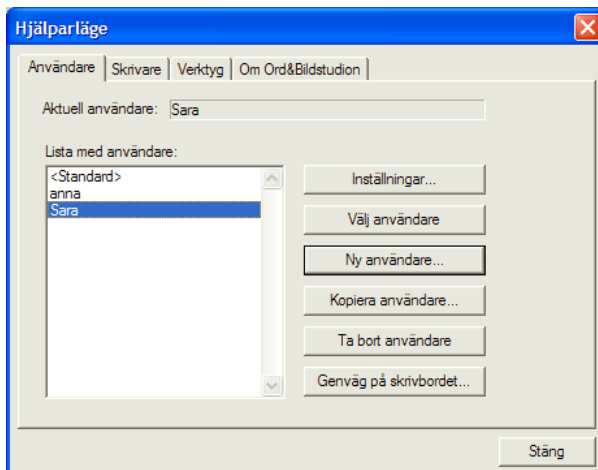 Hjälparläge
Användare Skrivare Verktyg Om Ord&Bildstudion
Aktuell användare: Sara
Lista med användare:
<Standard>
anna
Sara
Inställningar...
Välj användare
Ny användare...
Kopiera användare...
Ta bort användare
Genväg på skrivbordet...
Stäng